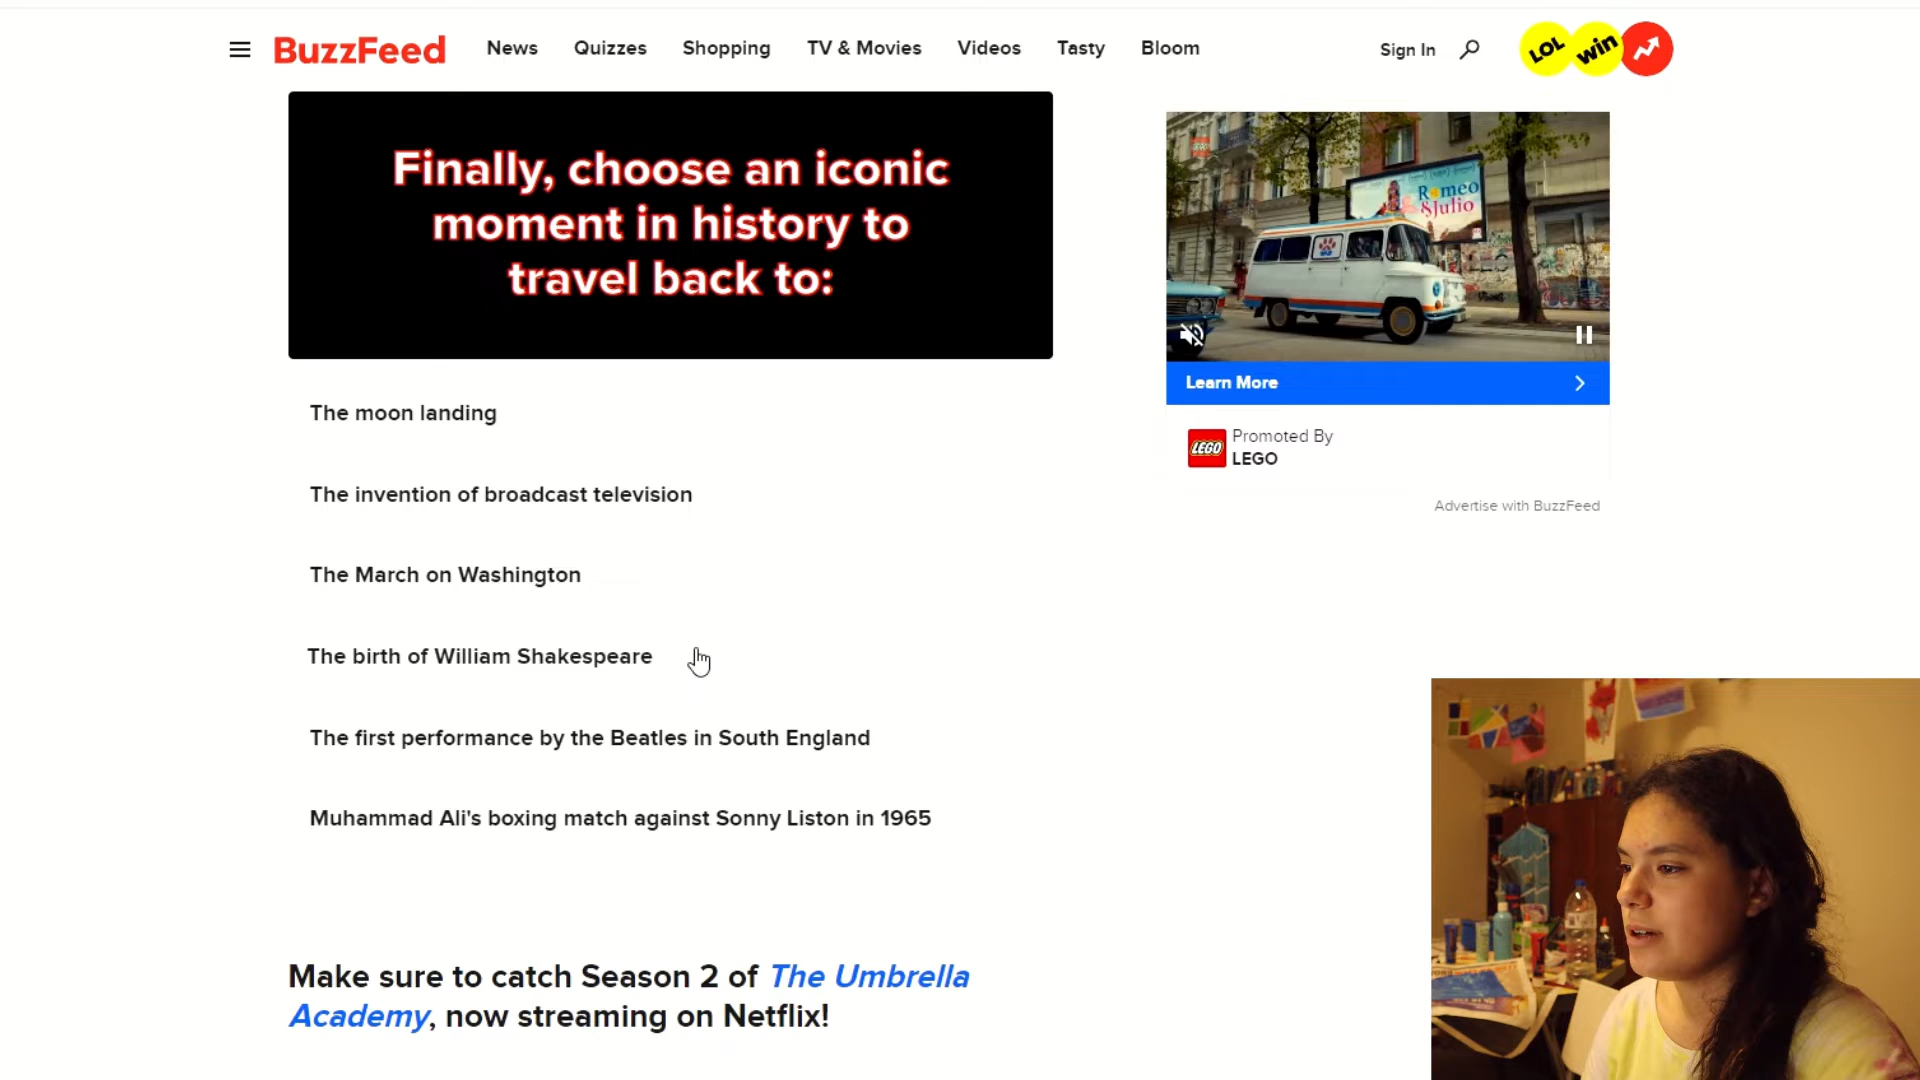 BuzzFeed
News
Quizzes
Shopping
TV & Movies
Videos
Tasty
Bloom
Sign In
LOL
win
Finally, choose an iconic
moment in history to
travel back to:
The moon landing
The invention of broadcast television
The March on Washington
The birth of William Shakespeare
The first performance by the Beatles in South England
Muhammad Ali's boxing match against Sonny Liston in 1965
Make sure to catch Season 2 of The Umbrella
Academy, now streaming on Netflix!
Romeo
&Julio
Learn More
LEGO
Promoted By
LEGO
Advertise with BuzzFeed